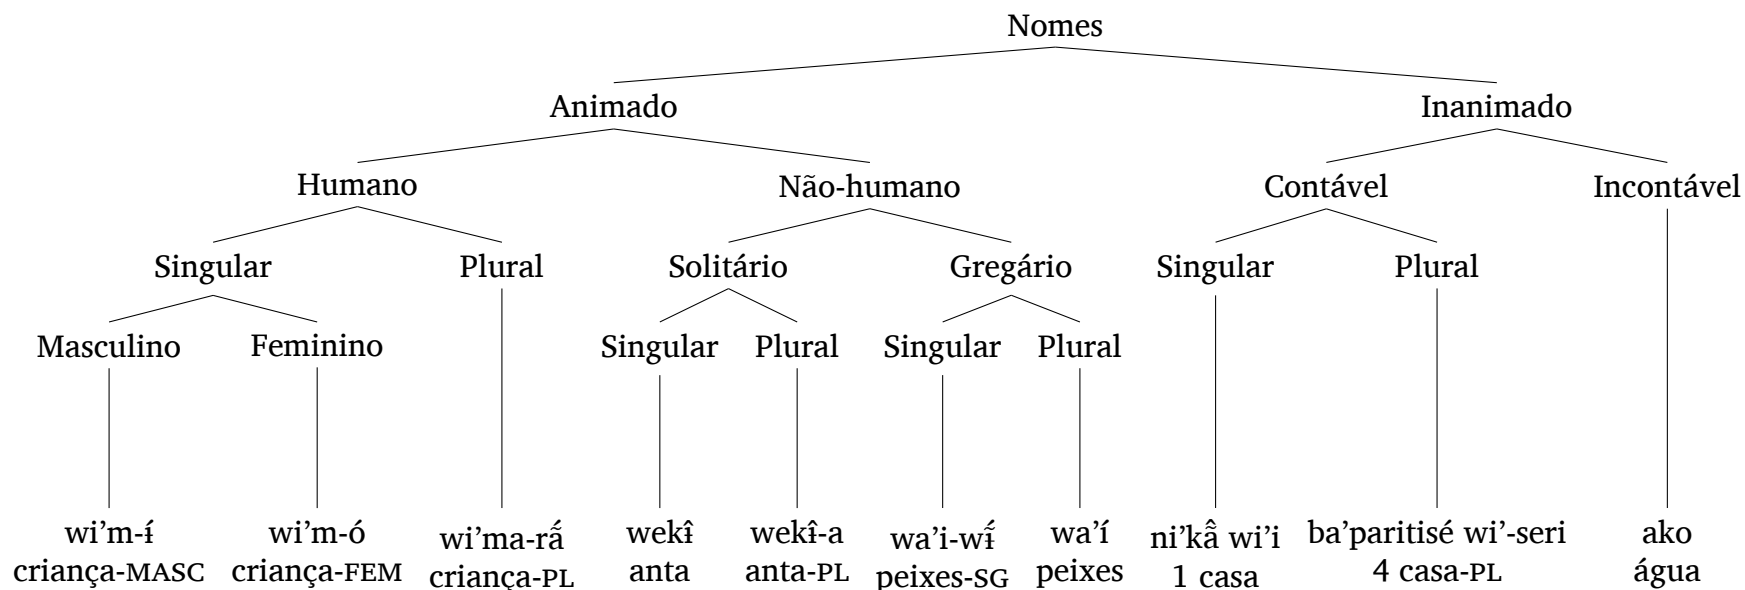 Nomes
Animado Inanimado
Humano Não-humano Contável Incontável
Singular Plural Solitário Gregário Singular Plural
Masculino Feminino Singular Plural Singular Plural
wi’m-ɨ́ wi’m-ó wi’ma-rã́ wekɨ̂ wekɨ̂-a wa’i-wɨ̃́ wa’í ni’kã̂ wi’i ba’paritisé wi’-seri ako
criança-MASC criança-FEM criança-PL anta anta-PL peixes-SG peixes 1 casa 4 casa-PL água